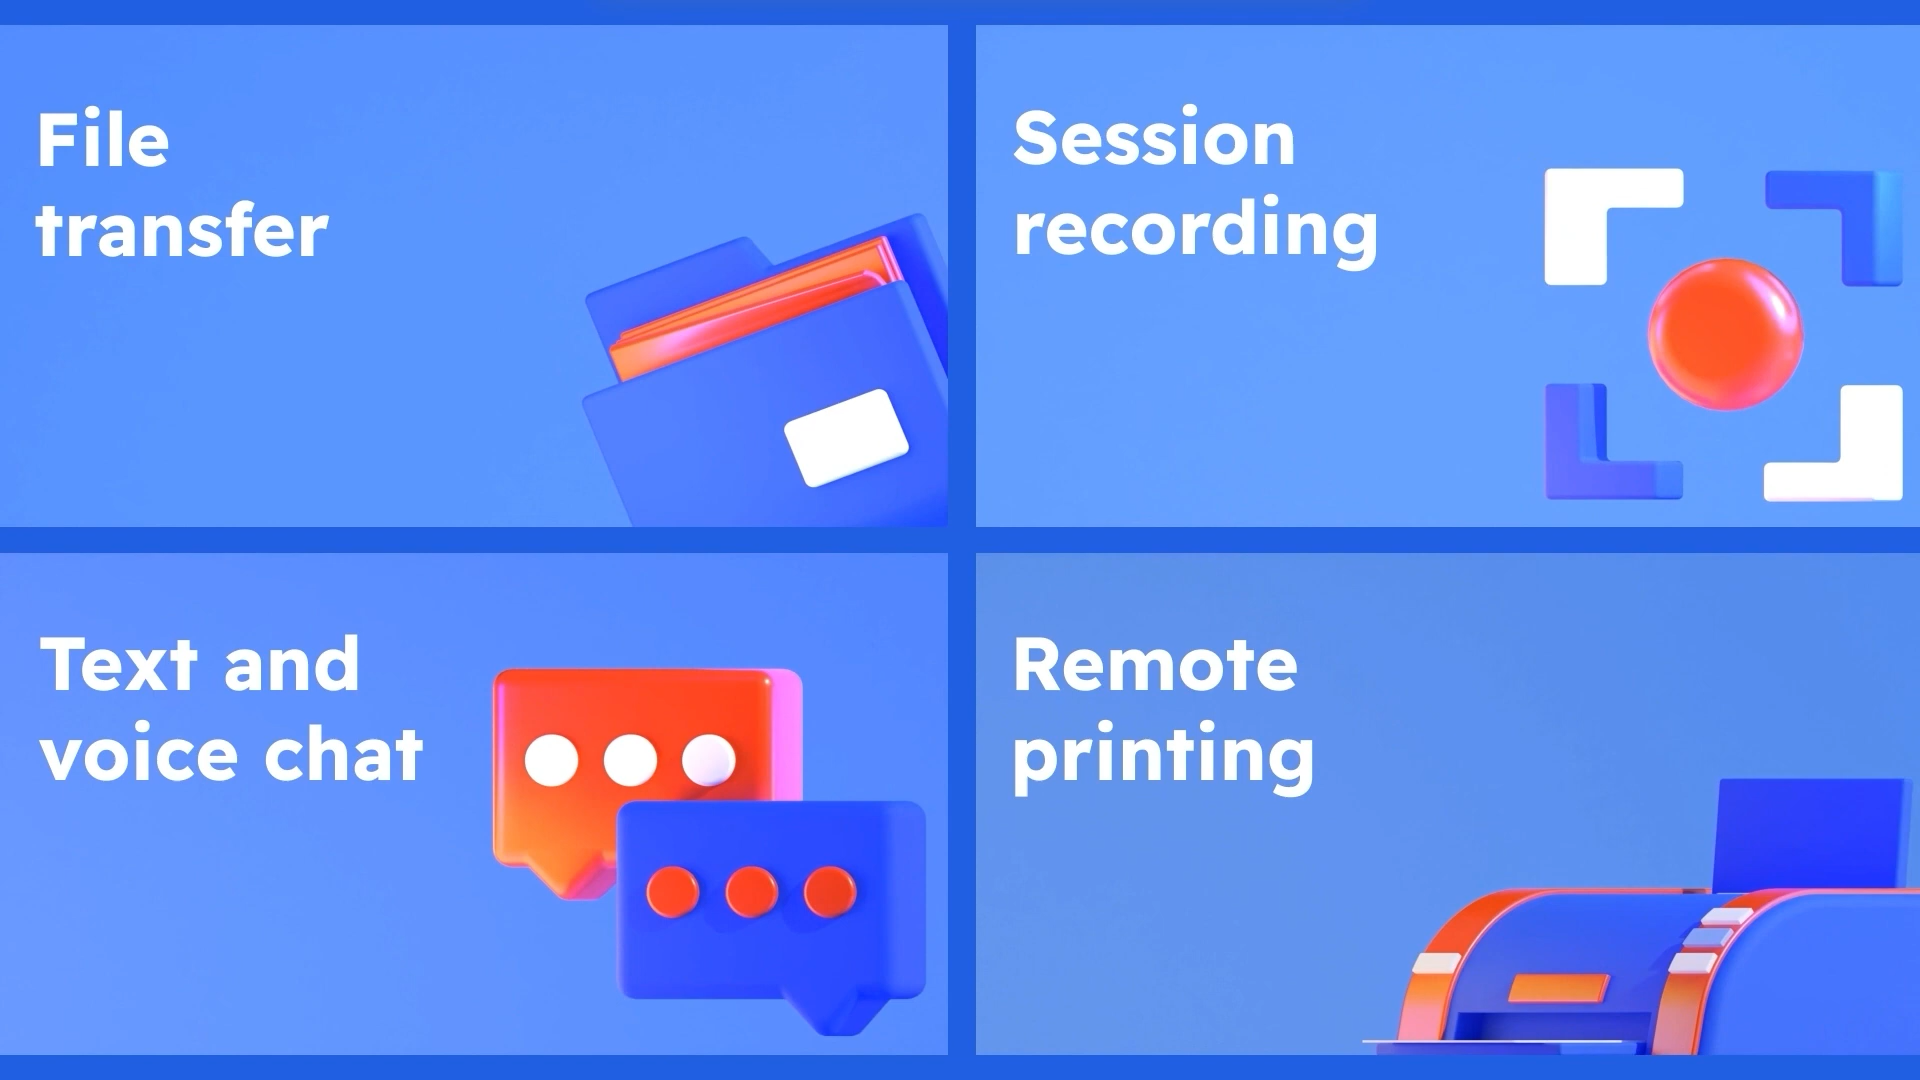 File
transfer
Session
recording
Text and
voice chat
Remote
printing